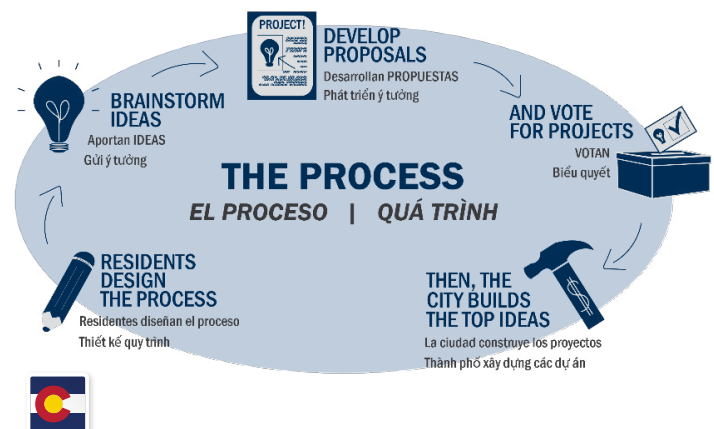 THE PROCESS
EL PROCESO | QUÁ TRÌNH
RESIDENTS
DESIGN
THE PROCESS
Residentes diseñan el proceso
Thiết kế quy trình
BRAINSTORM
IDEAS
Aportan IDEAS
Gửi ý tưởng
PROJECT!
DEVELOP
PROPOSALS
Desarrollan PROPUESTAS
Phát triển ý tưởng
AND VOTE
FOR PROJECTS
VOTAN
Biểu quyết
THEN, THE
CITY BUILDS
THE TOP IDEAS
La ciudad construye los proyectos
Thành phố xây dựng các dự án
$